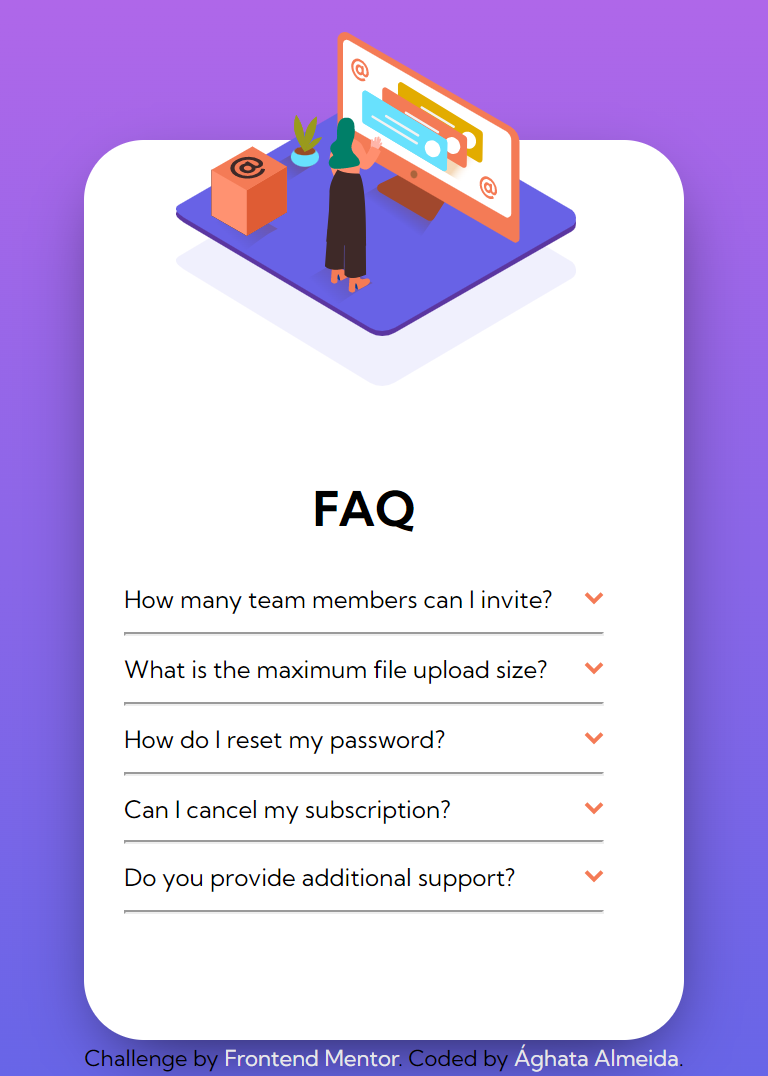 @
@
@
FAQ
How many team members can I invite?
What is the maximum file upload size?
How do I reset my password?
Can I cancel my subscription?
Do you provide additional support?
Challenge by Frontend Mentor. Coded by Ághata Almeida.